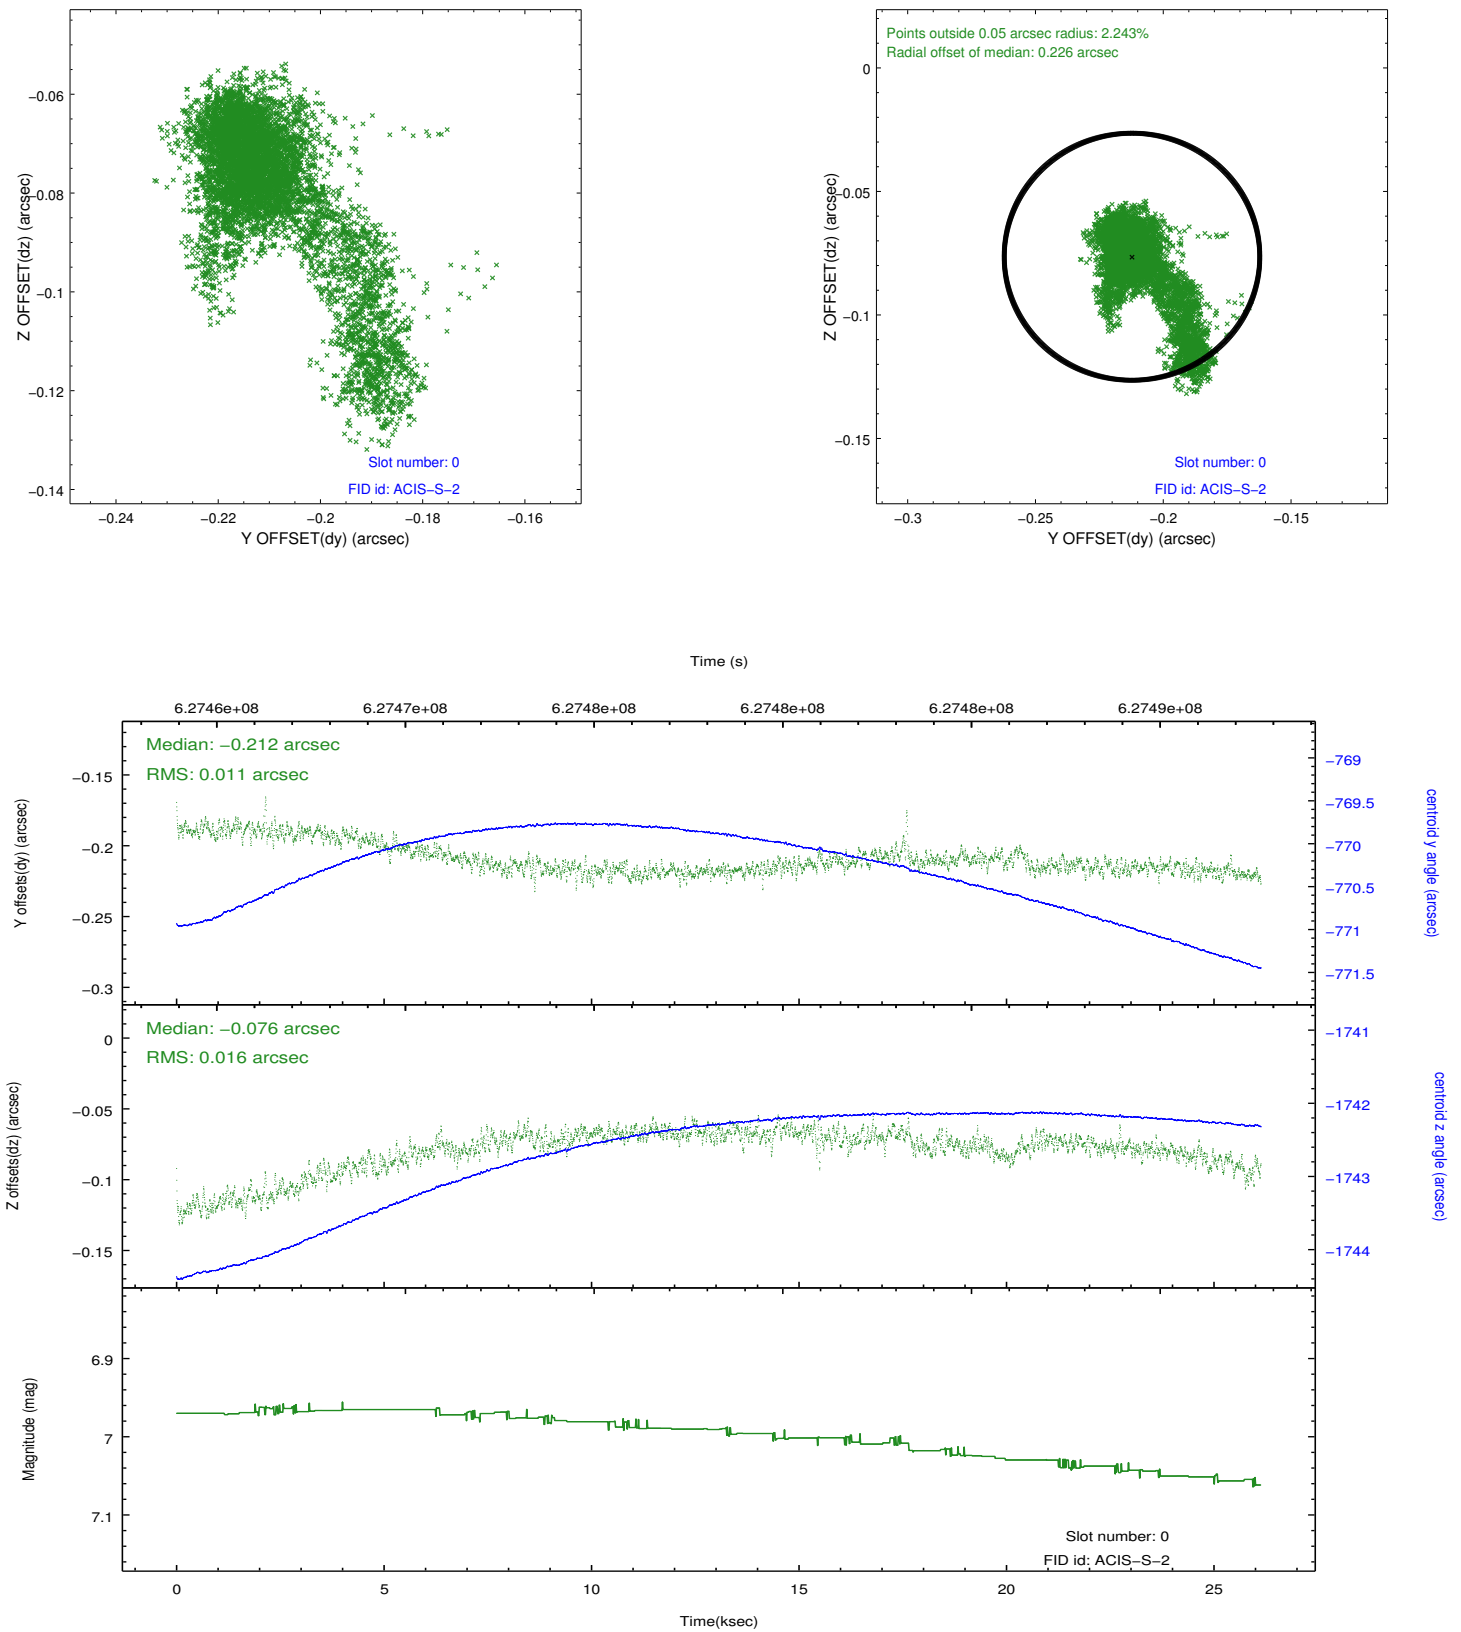 −0.06
−0.08
−0.1
−0.12
−0.14
Z OFFSET(dz) (arcsec)
Slot number: 0
FID id: ACIS−S−2
−0.24
−0.22
−0.2
−0.18
−0.16
Y OFFSET(dy) (arcsec)
Points outside 0.05 arcsec radius: 2.243%
Radial offset of median: 0.226 arcsec
0
−0.05
−0.1
−0.15
Z OFFSET(dz) (arcsec)
Slot number: 0
FID id: ACIS−S−2
−0.3
−0.25
−0.2
−0.15
Y OFFSET(dy) (arcsec)
Time (s)
6.2746e+08
6.2747e+08
6.2748e+08
6.2748e+08
6.2748e+08
6.2749e+08
Median: −0.212 arcsec
RMS: 0.011 arcsec
−0.15
−0.2
−0.25
−0.3
Y offsets(dy) (arcsec)
−769
−769.5
−770
−770.5
−771
−771.5
centroid y angle (arcsec)
Median: −0.076 arcsec
RMS: 0.016 arcsec
0
−0.05
−0.1
−0.15
Z offsets(dz) (arcsec)
−1741
−1742
−1743
−1744
centroid z angle (arcsec)
6.9
7
7.1
Magnitude (mag)
Slot number: 0
FID id: ACIS−S−2
0
5
10
15
20
25
Time(ksec)